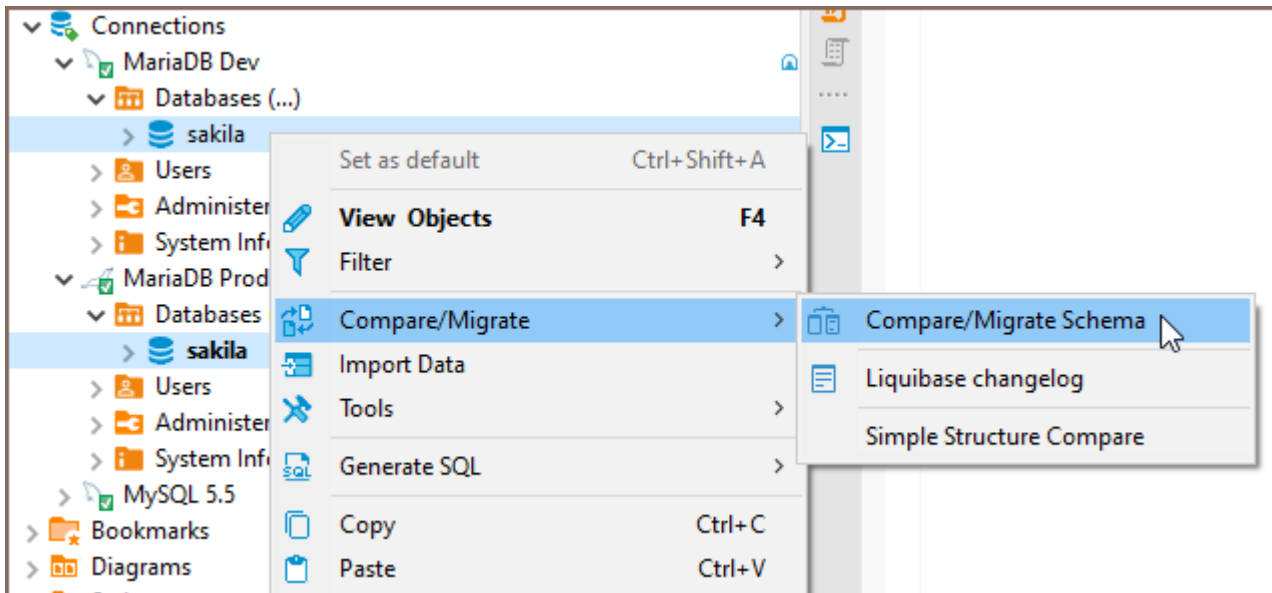 Connections
MariaDB Dev
Databases (...)
sakila
Users
Administer
System Inf
MariaDB Prod
Databases
sakila
Users
Administer
System Inf
MySQL 5.5
Bookmarks
Diagrams
Set as default Ctrl+Shift+A
View Objects F4
Filter
Compare/Migrate
Import Data
Tools
Generate SQL
Copy Ctrl+C
Paste Ctrl+V
Compare/Migrate Schema
Liquibase changelog
Simple Structure Compare